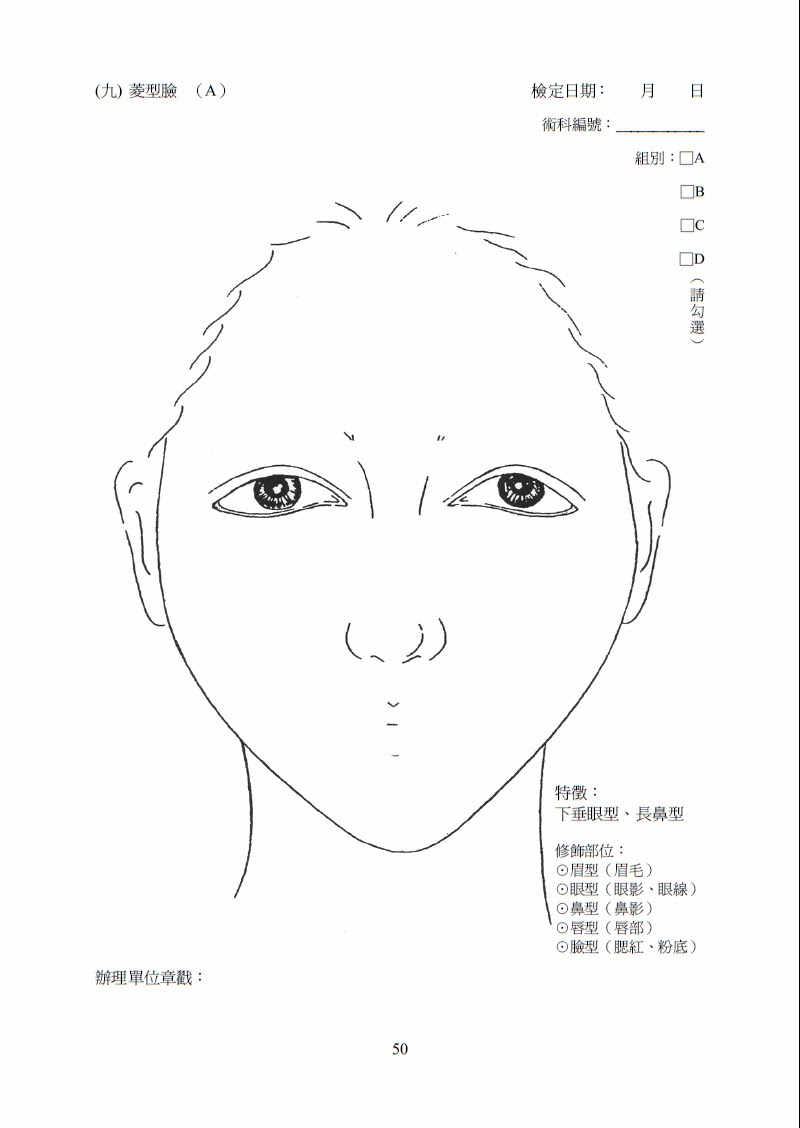 (九) 菱型臉 （A） 檢定日期： 月 日
術科編號：__________
組別：□A
□B
□C
□D
（請勾選）
特徵：
下垂眼型、長鼻型
修飾部位：
⊙眉型（眉毛）
⊙眼型（眼影、眼線）
⊙鼻型（鼻影）
⊙唇型（唇部）
⊙臉型（腮紅、粉底）
辦理單位章戳：
50